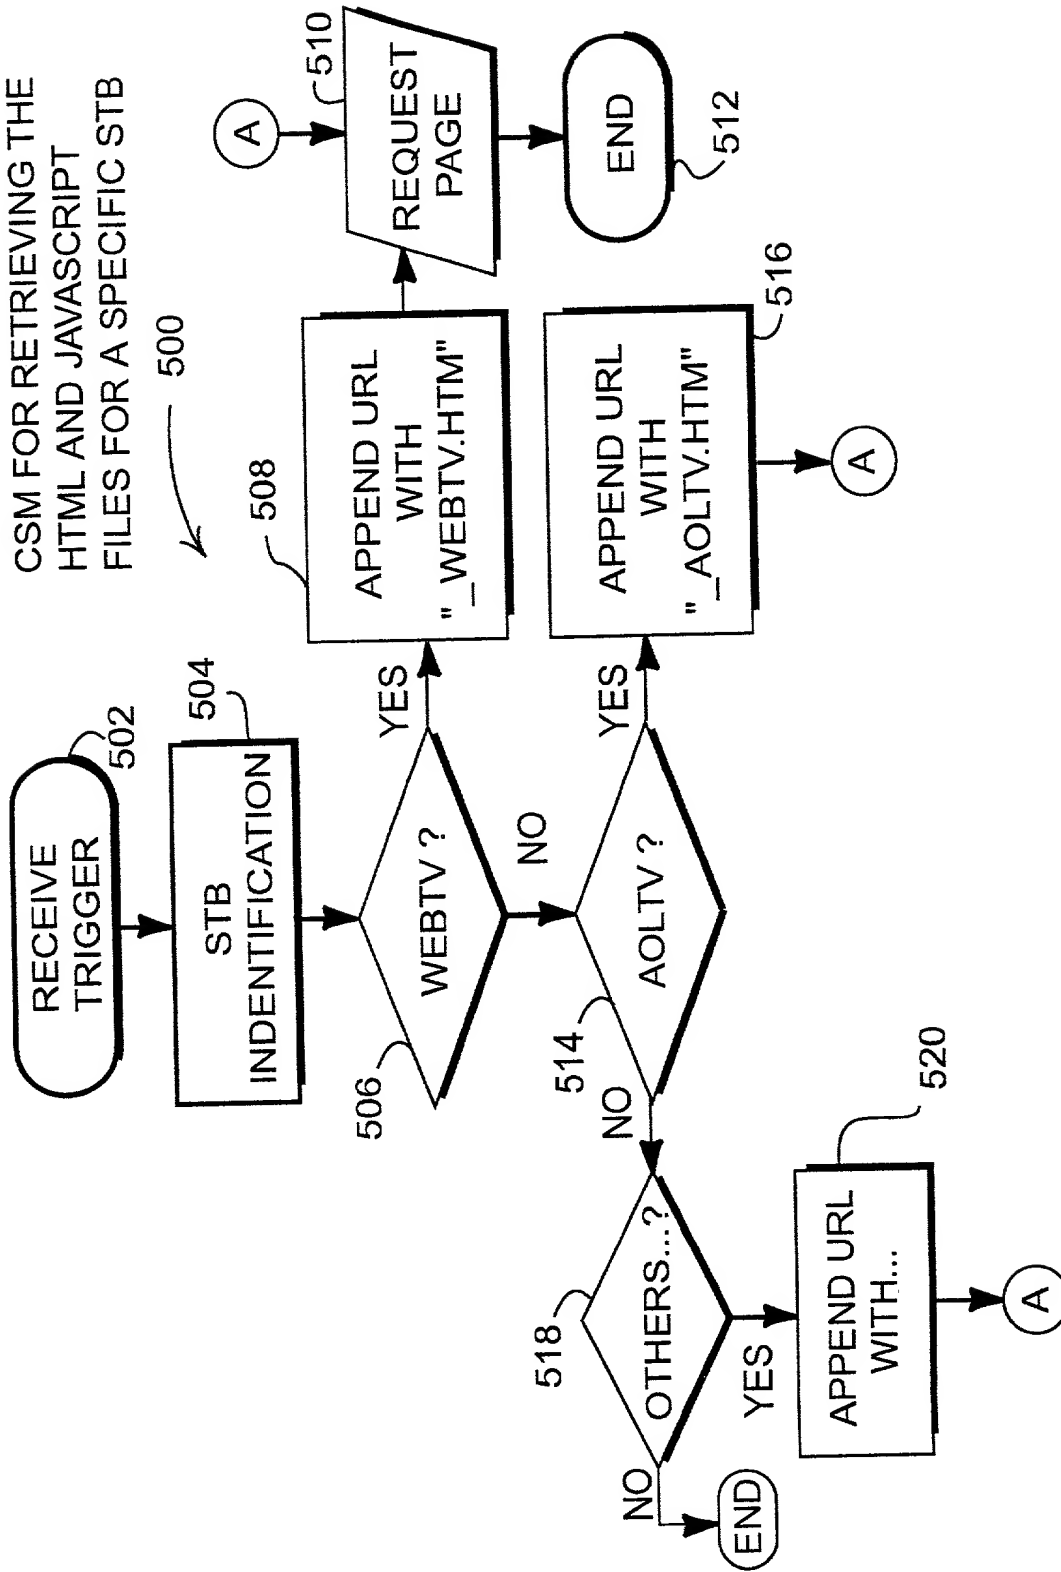 CSM FOR RETRIEVING THE
HTML AND JAVASCRIPT
FILES FOR A SPECIFIC STB
500
RECEIVE
TRIGGER
502
STB
INDENTIFICATION
504
WEBTV ?
506
YES
NO
APPEND URL
WITH
"_WEBTV.HTM"
508
A
REQUEST
PAGE
510
END
512
AOLTV ?
514
YES
NO
APPEND URL
WITH
"_AOLTV.HTM"
516
A
OTHERS...?
518
NO
YES
END
APPEND URL
WITH...
520
A